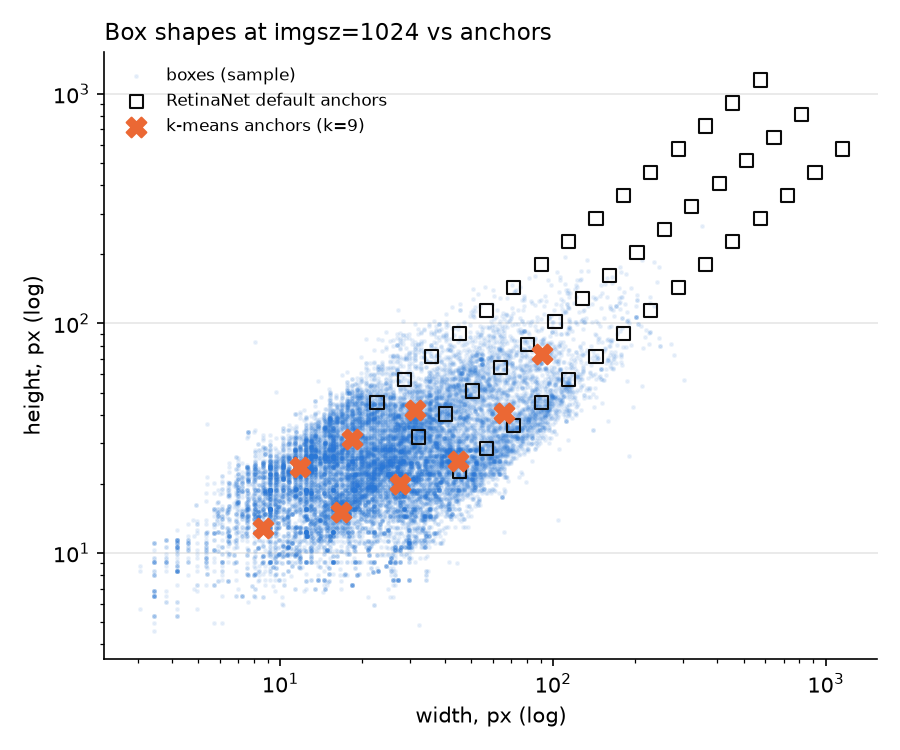 Box shapes at imgsz=1024 vs anchors
boxes (sample)
RetinaNet default anchors
k-means anchors (k=9)
height, px (log)
10³
10²
10¹
10¹
10²
10³
width, px (log)